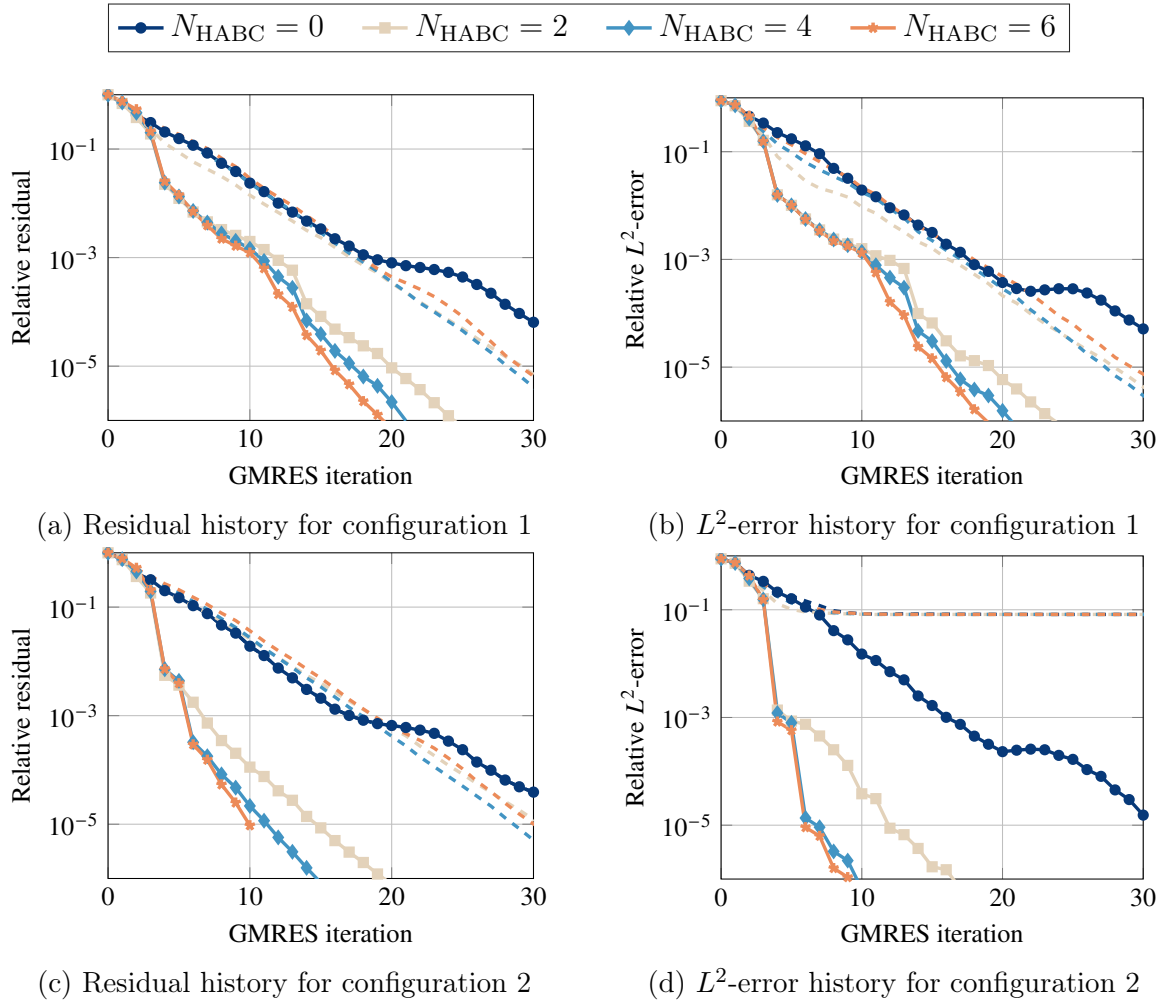 N_HABC = 0 N_HABC = 2 N_HABC = 4 N_HABC = 6
Relative residual
10^−1
10^−3
10^−5
0 10 20 30
GMRES iteration
(a) Residual history for configuration 1
Relative L^2-error
10^−1
10^−3
10^−5
0 10 20 30
GMRES iteration
(b) L^2-error history for configuration 1
Relative residual
10^−1
10^−3
10^−5
0 10 20 30
GMRES iteration
(c) Residual history for configuration 2
Relative L^2-error
10^−1
10^−3
10^−5
0 10 20 30
GMRES iteration
(d) L^2-error history for configuration 2